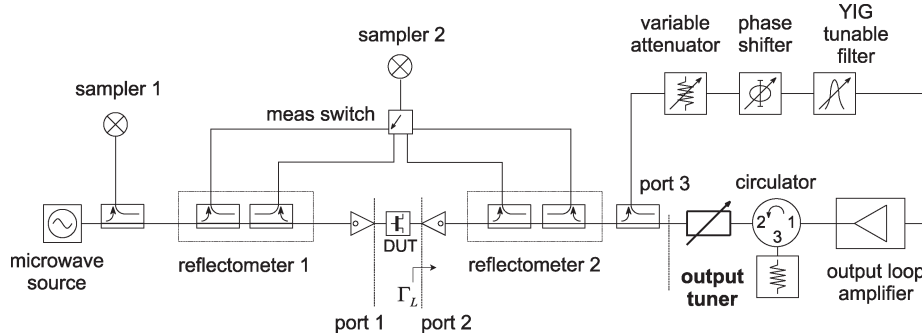 variable
attenuator
phase
shifter
YIG
tunable
filter
sampler 2
sampler 1
meas switch
port 3
circulator
2 1
3
DUT
microwave
source
reflectometer 1
Γ_L
reflectometer 2
output
tuner
output loop
amplifier
port 1
port 2